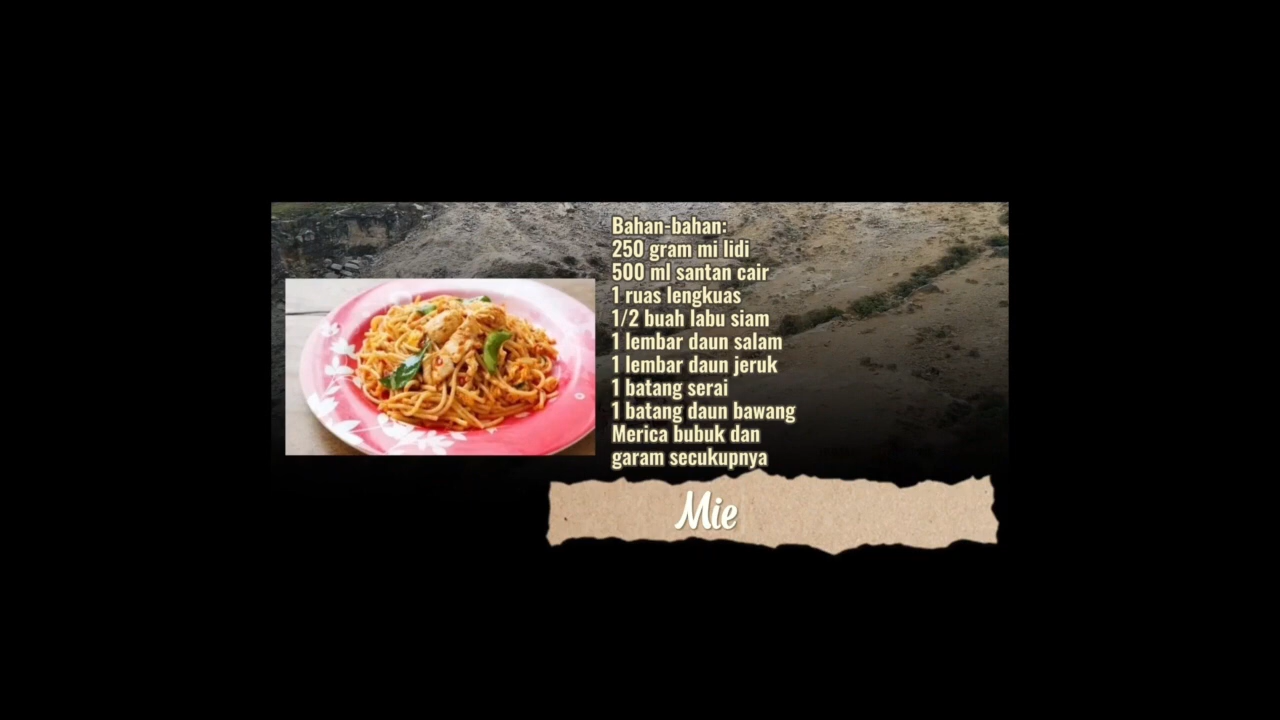 Bahan-bahan:
250 gram mi lidi
500 ml santan cair
1 ruas lengkuas
1/2 buah labu siam
1 lembar daun salam
1 lembar daun jeruk
1 batang serai
1 batang daun bawang
Merica bubuk dan
garam secukupnya
Mie